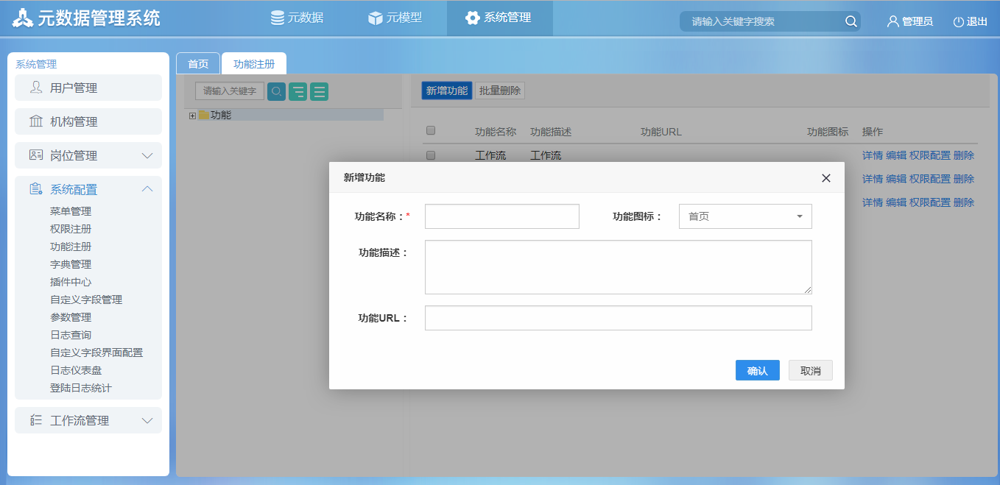 元数据管理系统
元数据
元模型
系统管理
请输入关键字搜索
管理员
退出
系统管理
用户管理
机构管理
岗位管理
系统配置
菜单管理
权限注册
功能注册
字典管理
插件中心
自定义字段管理
参数管理
日志查询
自定义字段界面配置
日志仪表盘
登陆日志统计
工作流管理
首页
功能注册
请输入关键字
功能
新增功能
批量删除
功能名称 功能描述 功能URL 功能图标 操作
工作流 工作流 详情 编辑 权限配置 删除
详情 编辑 权限配置 删除
详情 编辑 权限配置 删除
新增功能
功能名称：*
功能图标：
首页
功能描述：
功能URL：
确认
取消